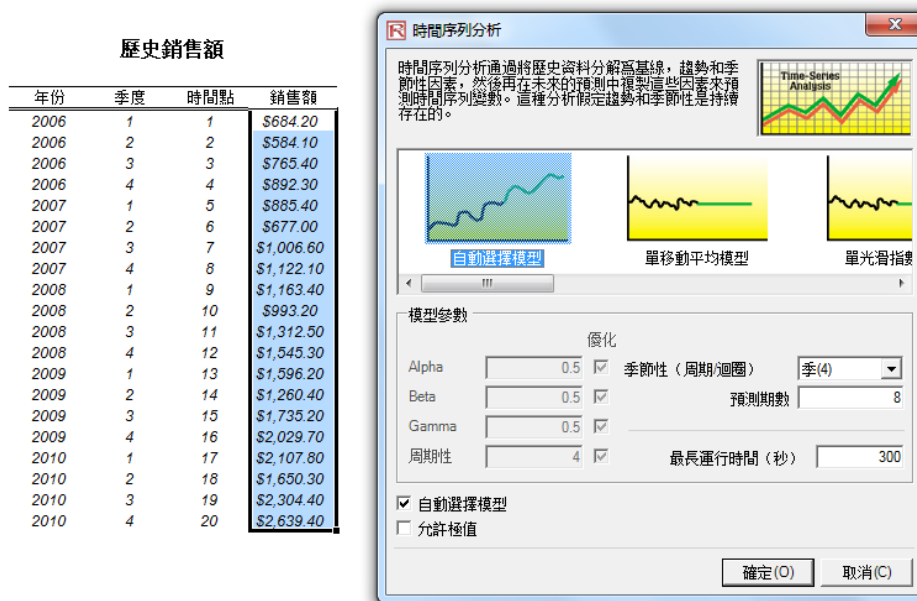 歷史銷售額
年份 季度 時間點 銷售額
2006 1 1 $684.20
2006 2 2 $584.10
2006 3 3 $765.40
2006 4 4 $892.30
2007 1 5 $885.40
2007 2 6 $677.00
2007 3 7 $1,006.60
2007 4 8 $1,122.10
2008 1 9 $1,163.40
2008 2 10 $993.20
2008 3 11 $1,312.50
2008 4 12 $1,545.30
2009 1 13 $1,596.20
2009 2 14 $1,260.40
2009 3 15 $1,735.20
2009 4 16 $2,029.70
2010 1 17 $2,107.80
2010 2 18 $1,650.30
2010 3 19 $2,304.40
2010 4 20 $2,639.40
時間序列分析
時間序列分析通過將歷史資料分解爲基線，趨勢和季
節性因素，然後再在未來的預測中複製這些因素來預
測時間序列變數。這種分析假定趨勢和季節性是持續
存在的。
Time-Series
Analysis
自動選擇模型 單移動平均模型 單光滑指數
模型參數
優化
Alpha 0.5 季節性（周期/迴圈） 季(4)
Beta 0.5 預測期數 8
Gamma 0.5
周期性 4 最長運行時間（秒） 300
自動選擇模型
允許極值
確定(O) 取消(C)